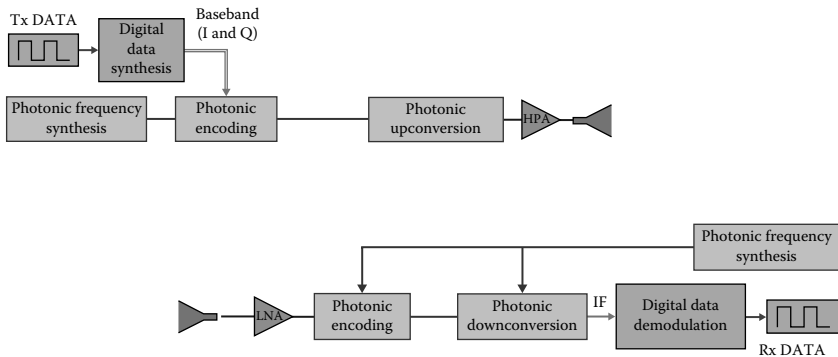 Tx DATA
Digital
data
synthesis
Baseband
(I and Q)
Photonic frequency
synthesis
Photonic
encoding
Photonic
upconversion
HPA
Photonic frequency
synthesis
LNA
Photonic
encoding
Photonic
downconversion
IF
Digital data
demodulation
Rx DATA